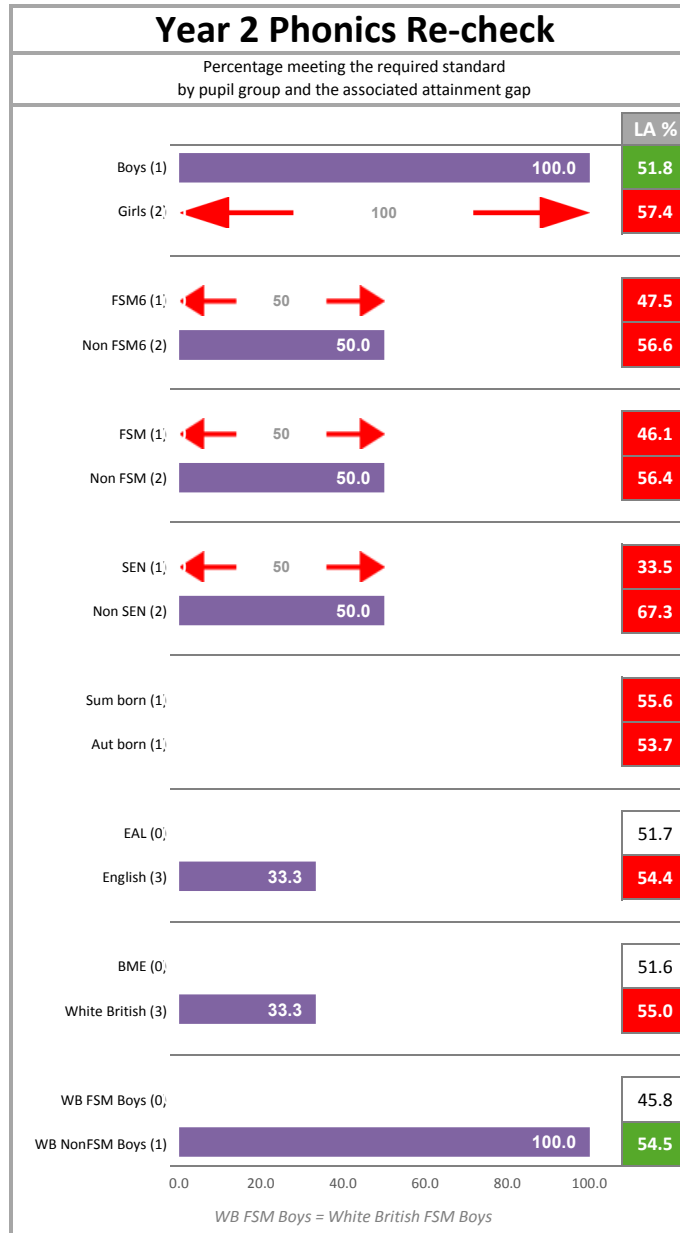 Year 2 Phonics Re-check
Percentage meeting the required standard
by pupil group and the associated attainment gap
LA %
Boys (1) 100.0 51.8
Girls (2) 100 57.4
FSM6 (1) 50 47.5
Non FSM6 (2) 50.0 56.6
FSM (1) 50 46.1
Non FSM (2) 50.0 56.4
SEN (1) 50 33.5
Non SEN (2) 50.0 67.3
Sum born (1) 55.6
Aut born (1) 53.7
EAL (0) 51.7
English (3) 33.3 54.4
BME (0) 51.6
White British (3) 33.3 55.0
WB FSM Boys (0) 45.8
WB NonFSM Boys (1) 100.0 54.5
0.0 20.0 40.0 60.0 80.0 100.0
WB FSM Boys = White British FSM Boys